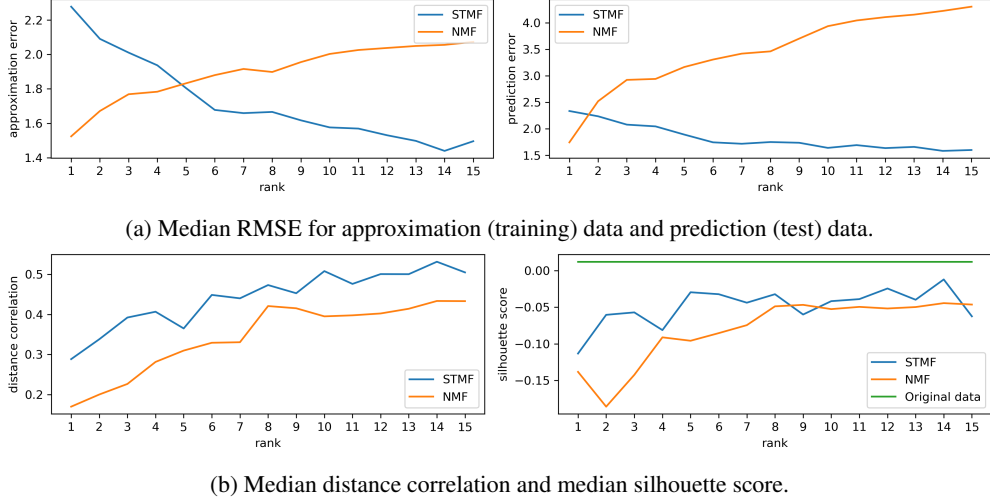 2.2
2.0
1.8
1.6
1.4
approximation error
STMF
NMF
1 2 3 4 5 6 7 8 9 10 11 12 13 14 15
rank
4.0
3.5
3.0
2.5
2.0
1.5
prediction error
STMF
NMF
1 2 3 4 5 6 7 8 9 10 11 12 13 14 15
rank
(a) Median RMSE for approximation (training) data and prediction (test) data.
0.5
0.4
0.3
0.2
distance correlation
STMF
NMF
1 2 3 4 5 6 7 8 9 10 11 12 13 14 15
rank
0.00
−0.05
−0.10
−0.15
silhouette score
STMF
NMF
Original data
1 2 3 4 5 6 7 8 9 10 11 12 13 14 15
rank
(b) Median distance correlation and median silhouette score.